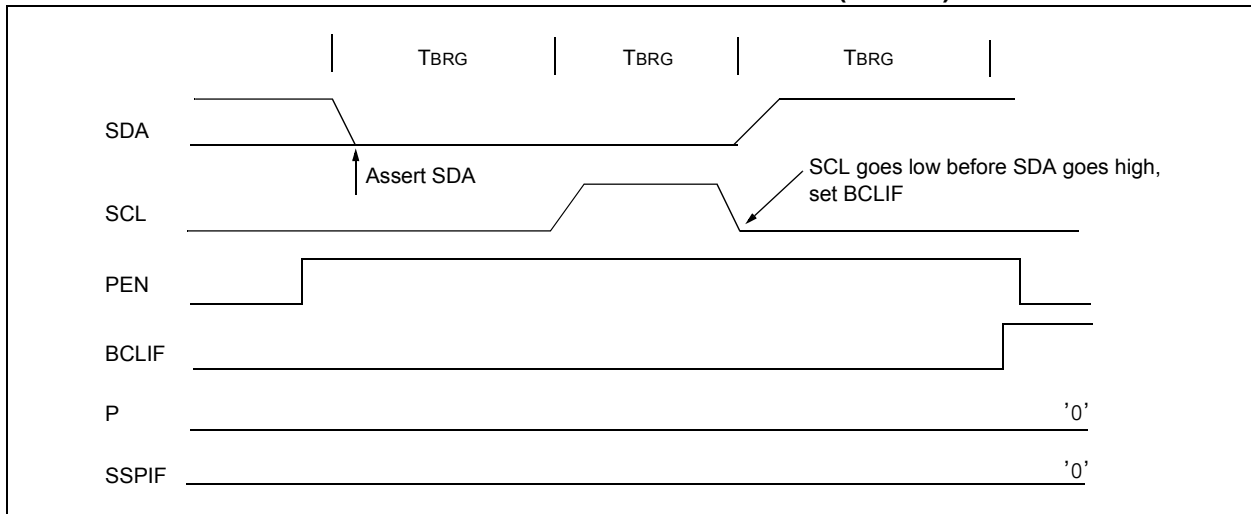 TBRG TBRG TBRG
SDA
Assert SDA
SCL goes low before SDA goes high,
set BCLIF
SCL
PEN
BCLIF
P '0'
SSPIF '0'